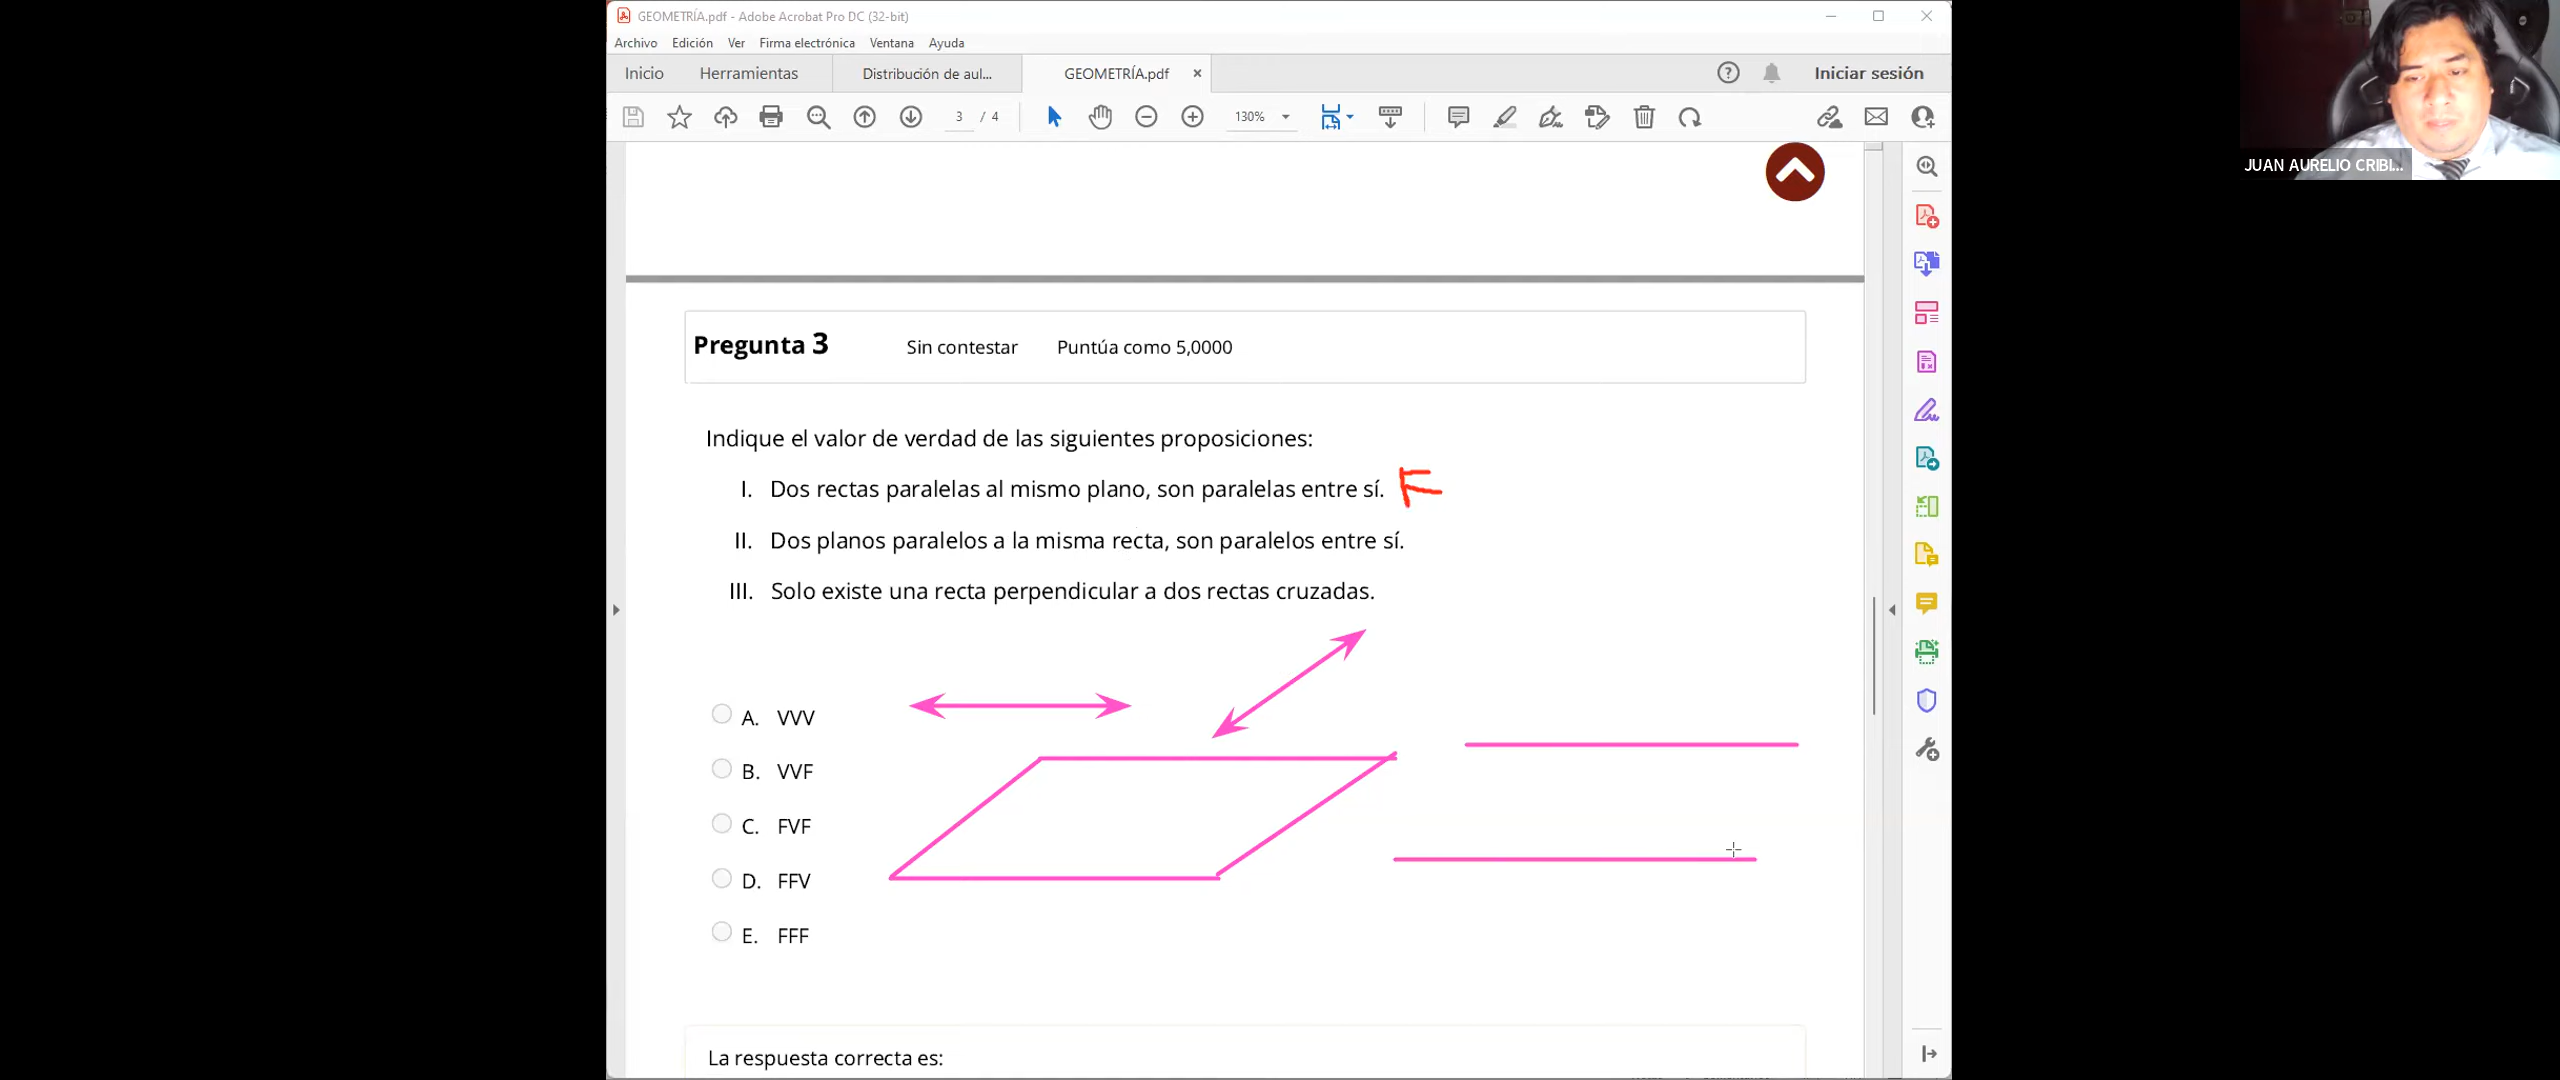 GEOMETRÍA.pdf - Adobe Acrobat Pro DC (32-bit)
Archivo Edición Ver Firma electrónica Ventana Ayuda
Inicio Herramientas Distribución de aul... GEOMETRÍA.pdf × Iniciar sesión
3 / 4 130%
JUAN AURELIO CRIBI...
Pregunta 3 Sin contestar Puntúa como 5,0000
Indique el valor de verdad de las siguientes proposiciones:
I. Dos rectas paralelas al mismo plano, son paralelas entre sí. F
II. Dos planos paralelos a la misma recta, son paralelos entre sí.
III. Solo existe una recta perpendicular a dos rectas cruzadas.
A. VVV
B. VVF
C. FVF
D. FFV
E. FFF
La respuesta correcta es: